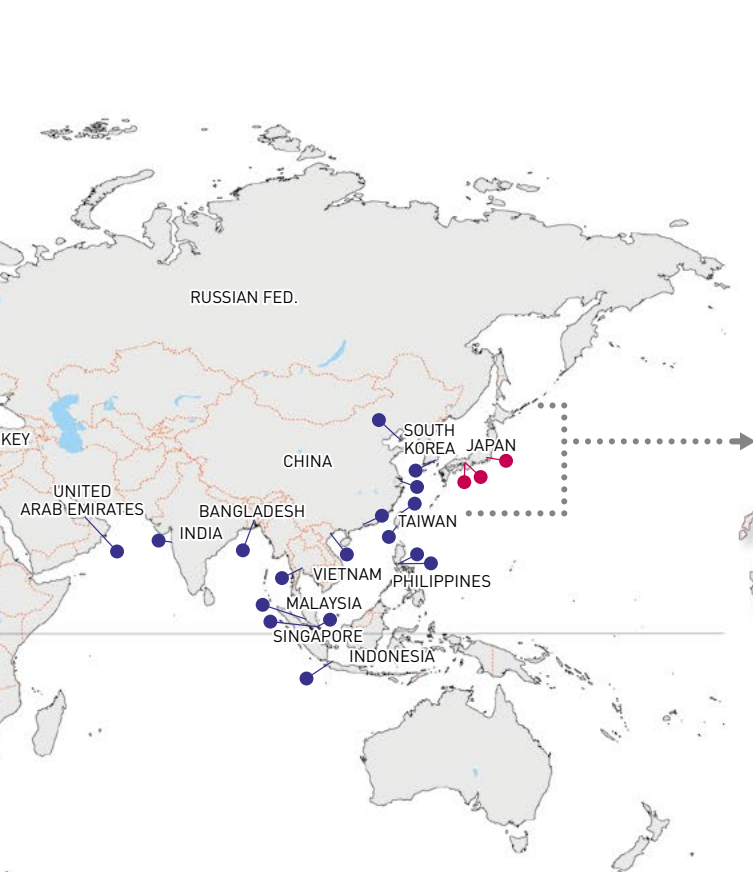 RUSSIAN FED.
SOUTH
KOREA
JAPAN
KEY
CHINA
UNITED
ARAB EMIRATES
BANGLADESH
INDIA
TAIWAN
VIETNAM
PHILIPPINES
MALAYSIA
SINGAPORE
INDONESIA